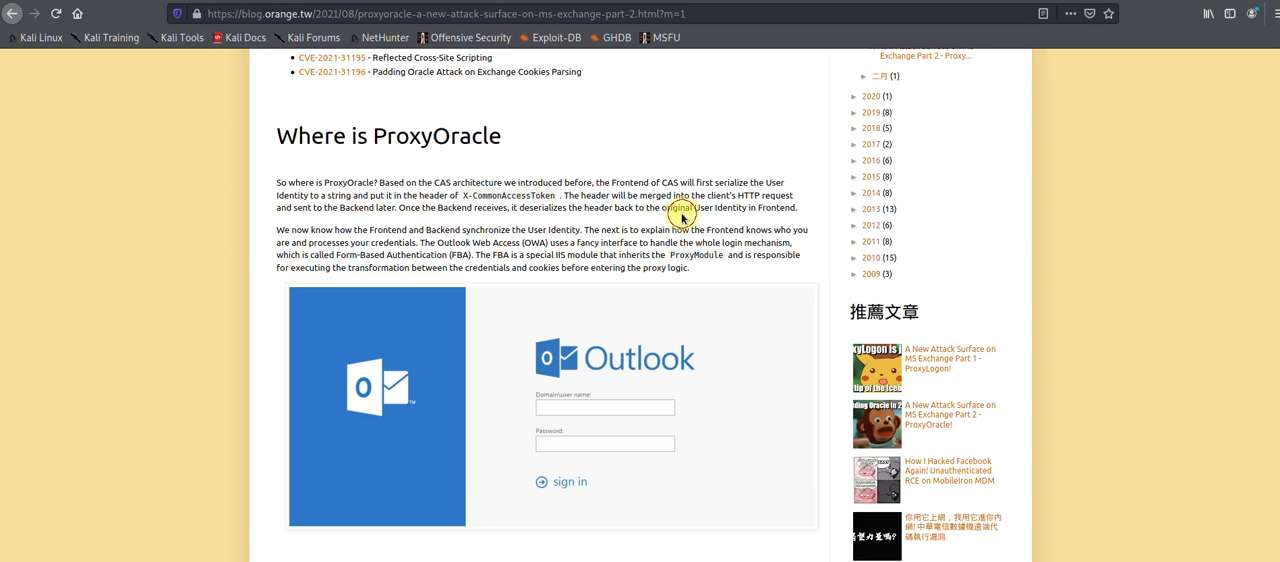 https://blog.orange.tw/2021/08/proxyoracle-a-new-attack-surface-on-ms-exchange-part-2.html?m=1
Kali Linux Kali Training Kali Tools Kali Docs Kali Forums NetHunter Offensive Security Exploit-DB GHDB MSFU
CVE-2021-31195 - Reflected Cross-Site Scripting
CVE-2021-31196 - Padding Oracle Attack on Exchange Cookies Parsing
Where is ProxyOracle
So where is ProxyOracle? Based on the CAS architecture we introduced before, the Frontend of CAS will first serialize the User
Identity to a string and put it in the header of X-CommonAccessToken . The header will be merged into the client's HTTP request
and sent to the Backend later. Once the Backend receives, it deserializes the header back to the original User Identity in Frontend.
We now know how the Frontend and Backend synchronize the User Identity. The next is to explain how the Frontend knows who you
are and processes your credentials. The Outlook Web Access (OWA) uses a fancy interface to handle the whole login mechanism,
which is called Form-Based Authentication (FBA). The FBA is a special IIS module that inherits the ProxyModule and is responsible
for executing the transformation between the credentials and cookies before entering the proxy logic.
Outlook
Domain\user name:
Password:
sign in
Exchange Part 2 - Proxy...
二月 (1)
2020 (1)
2019 (8)
2018 (5)
2017 (2)
2016 (6)
2015 (8)
2014 (8)
2013 (13)
2012 (6)
2011 (8)
2010 (15)
2009 (3)
推薦文章
A New Attack Surface on
MS Exchange Part 1 -
ProxyLogon!
A New Attack Surface on
MS Exchange Part 2 -
ProxyOracle!
How I Hacked Facebook
Again! Unauthenticated
RCE on MobileIron MDM
你用它上網，我用它進你內
網! 中華電信數據機遠端代
碼執行漏洞